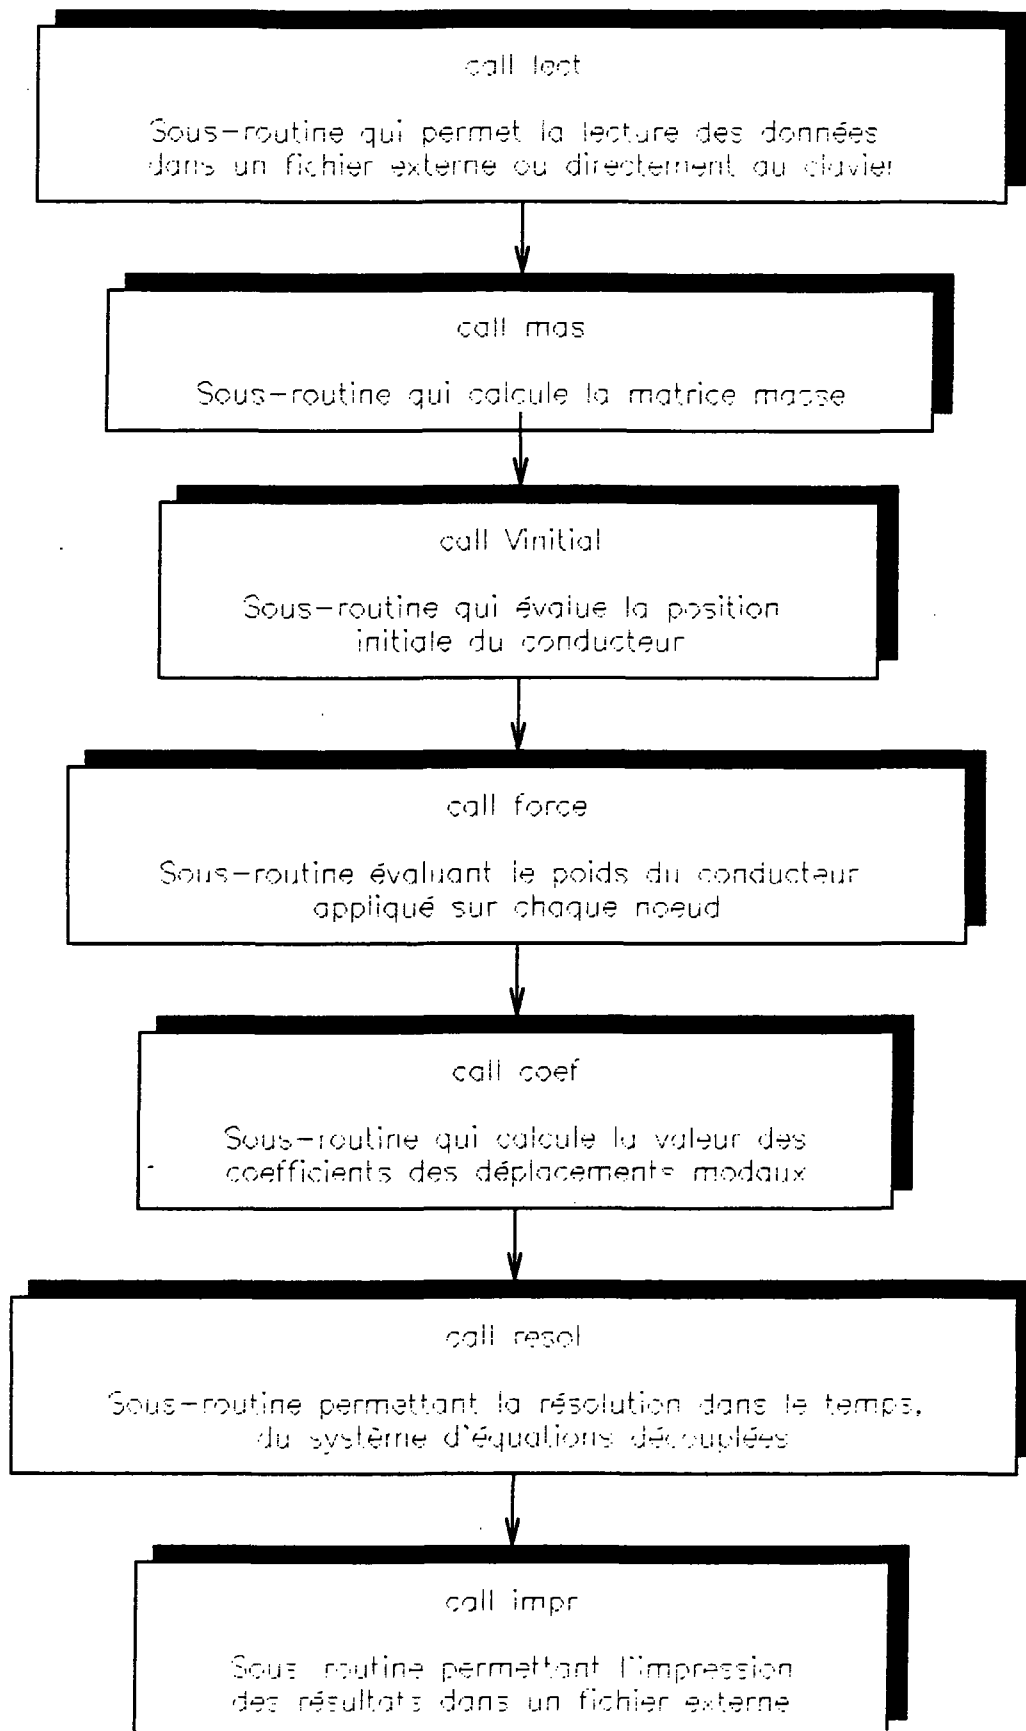 call lect
Sous-routine qui permet la lecture des données
dans un fichier externe ou directement au clavier
call mas
Sous-routine qui calcule la matrice masse
call Vinitial
Sous-routine qui évalue la position
initiale du conducteur
call force
Sous-routine évaluant le poids du conducteur
appliqué sur chaque noeud
call coef
Sous-routine qui calcule la valeur des
coefficients des déplacements modaux
call resol
Sous-routine permettant la résolution dans le temps,
du système d'équations découplées
call impr
Sous routine permettant l'impression
des résultats dans un fichier externe